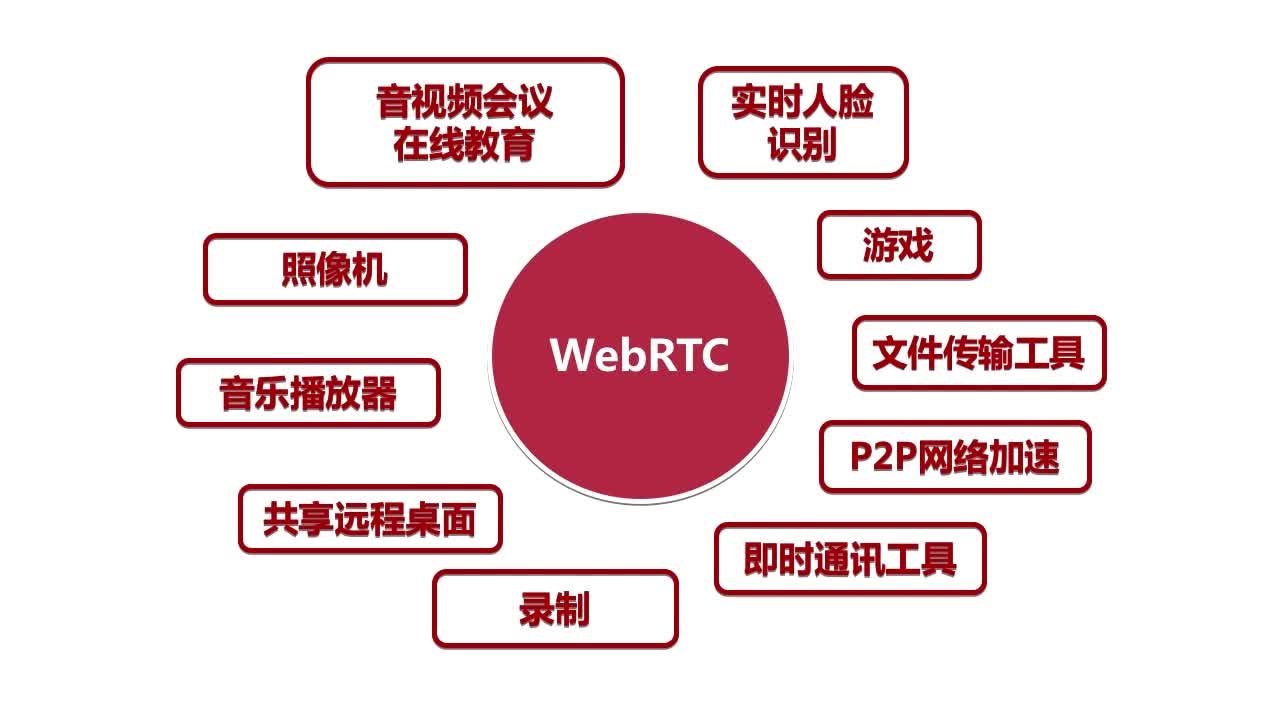 音视频会议
在线教育
实时人脸
识别
游戏
照像机
WebRTC
文件传输工具
音乐播放器
P2P网络加速
共享远程桌面
即时通讯工具
录制